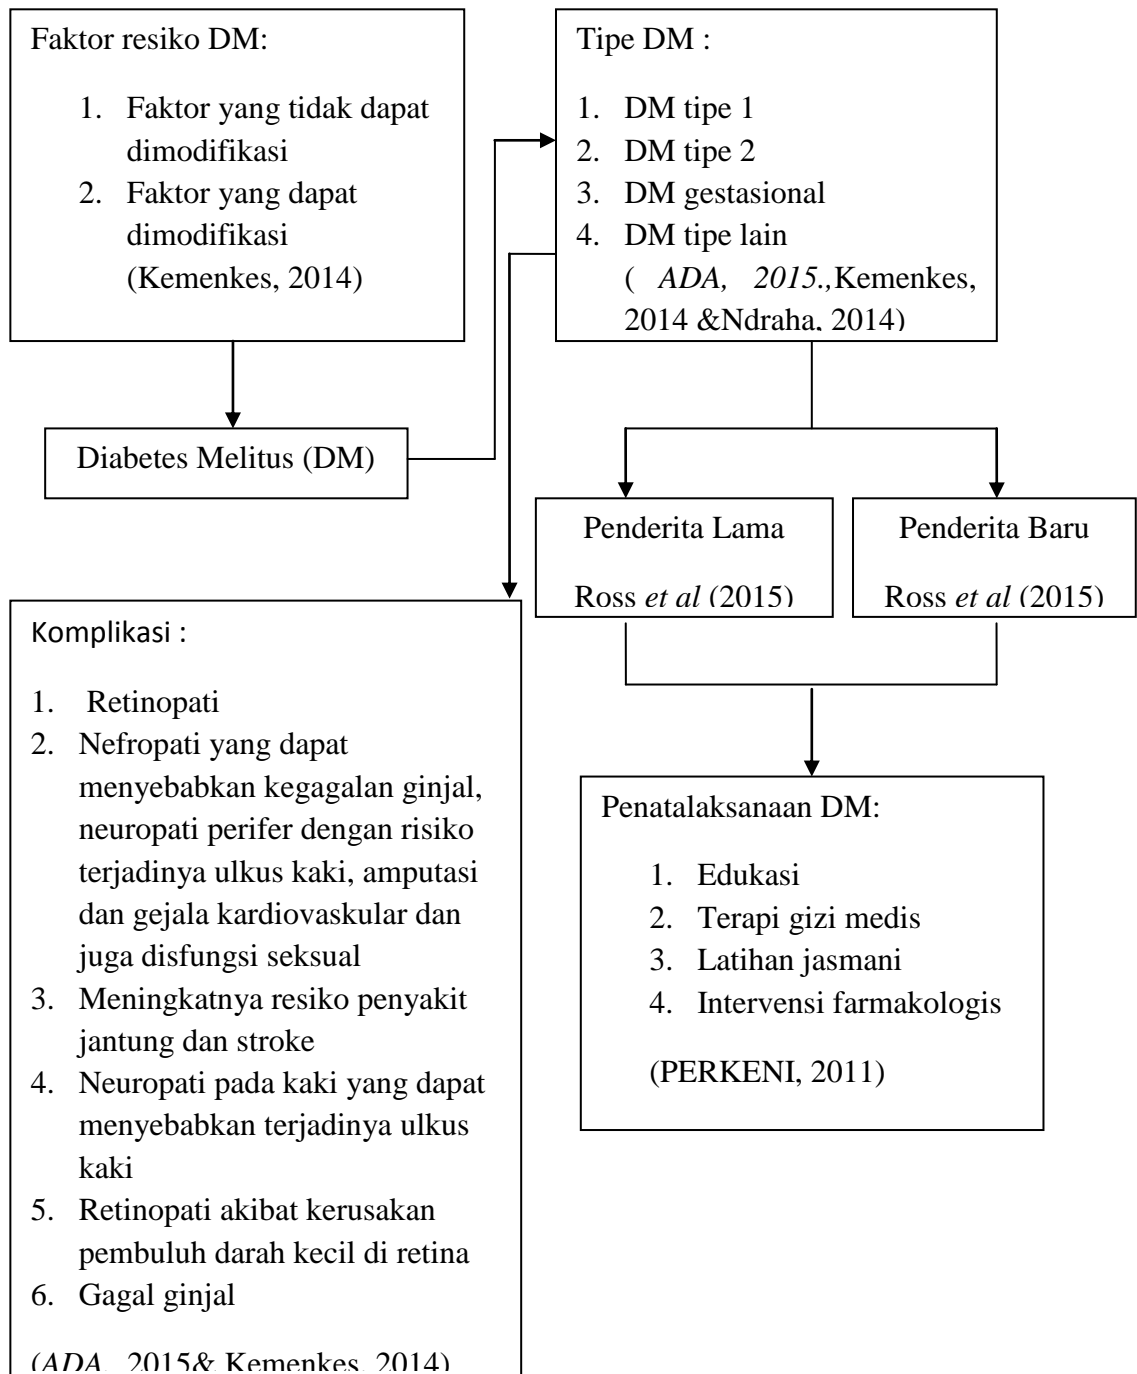 Faktor resiko DM:
1. Faktor yang tidak dapat
dimodifikasi
2. Faktor yang dapat
dimodifikasi
(Kemenkes, 2014)
Tipe DM :
1. DM tipe 1
2. DM tipe 2
3. DM gestasional
4. DM tipe lain
( ADA, 2015.,Kemenkes,
2014 &Ndraha, 2014)
Diabetes Melitus (DM)
Penderita Lama
Ross et al (2015)
Penderita Baru
Ross et al (2015)
Komplikasi :
1. Retinopati
2. Nefropati yang dapat
menyebabkan kegagalan ginjal,
neuropati perifer dengan risiko
terjadinya ulkus kaki, amputasi
dan gejala kardiovaskular dan
juga disfungsi seksual
3. Meningkatnya resiko penyakit
jantung dan stroke
4. Neuropati pada kaki yang dapat
menyebabkan terjadinya ulkus
kaki
5. Retinopati akibat kerusakan
pembuluh darah kecil di retina
6. Gagal ginjal
(ADA, 2015& Kemenkes, 2014)
Penatalaksanaan DM:
1. Edukasi
2. Terapi gizi medis
3. Latihan jasmani
4. Intervensi farmakologis
(PERKENI, 2011)